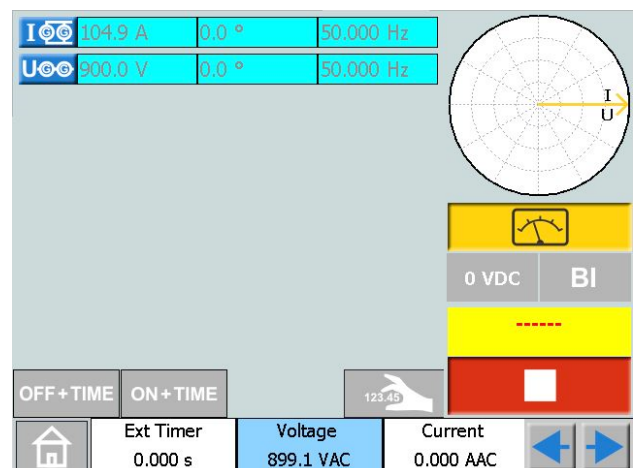 I G G 104.9 A 0.0 ° 50.000 Hz
U G G 900.0 V 0.0 ° 50.000 Hz
I
U
0 VDC BI
------
OFF+TIME ON+TIME 123.45
Ext Timer Voltage Current
0.000 s 899.1 VAC 0.000 AAC